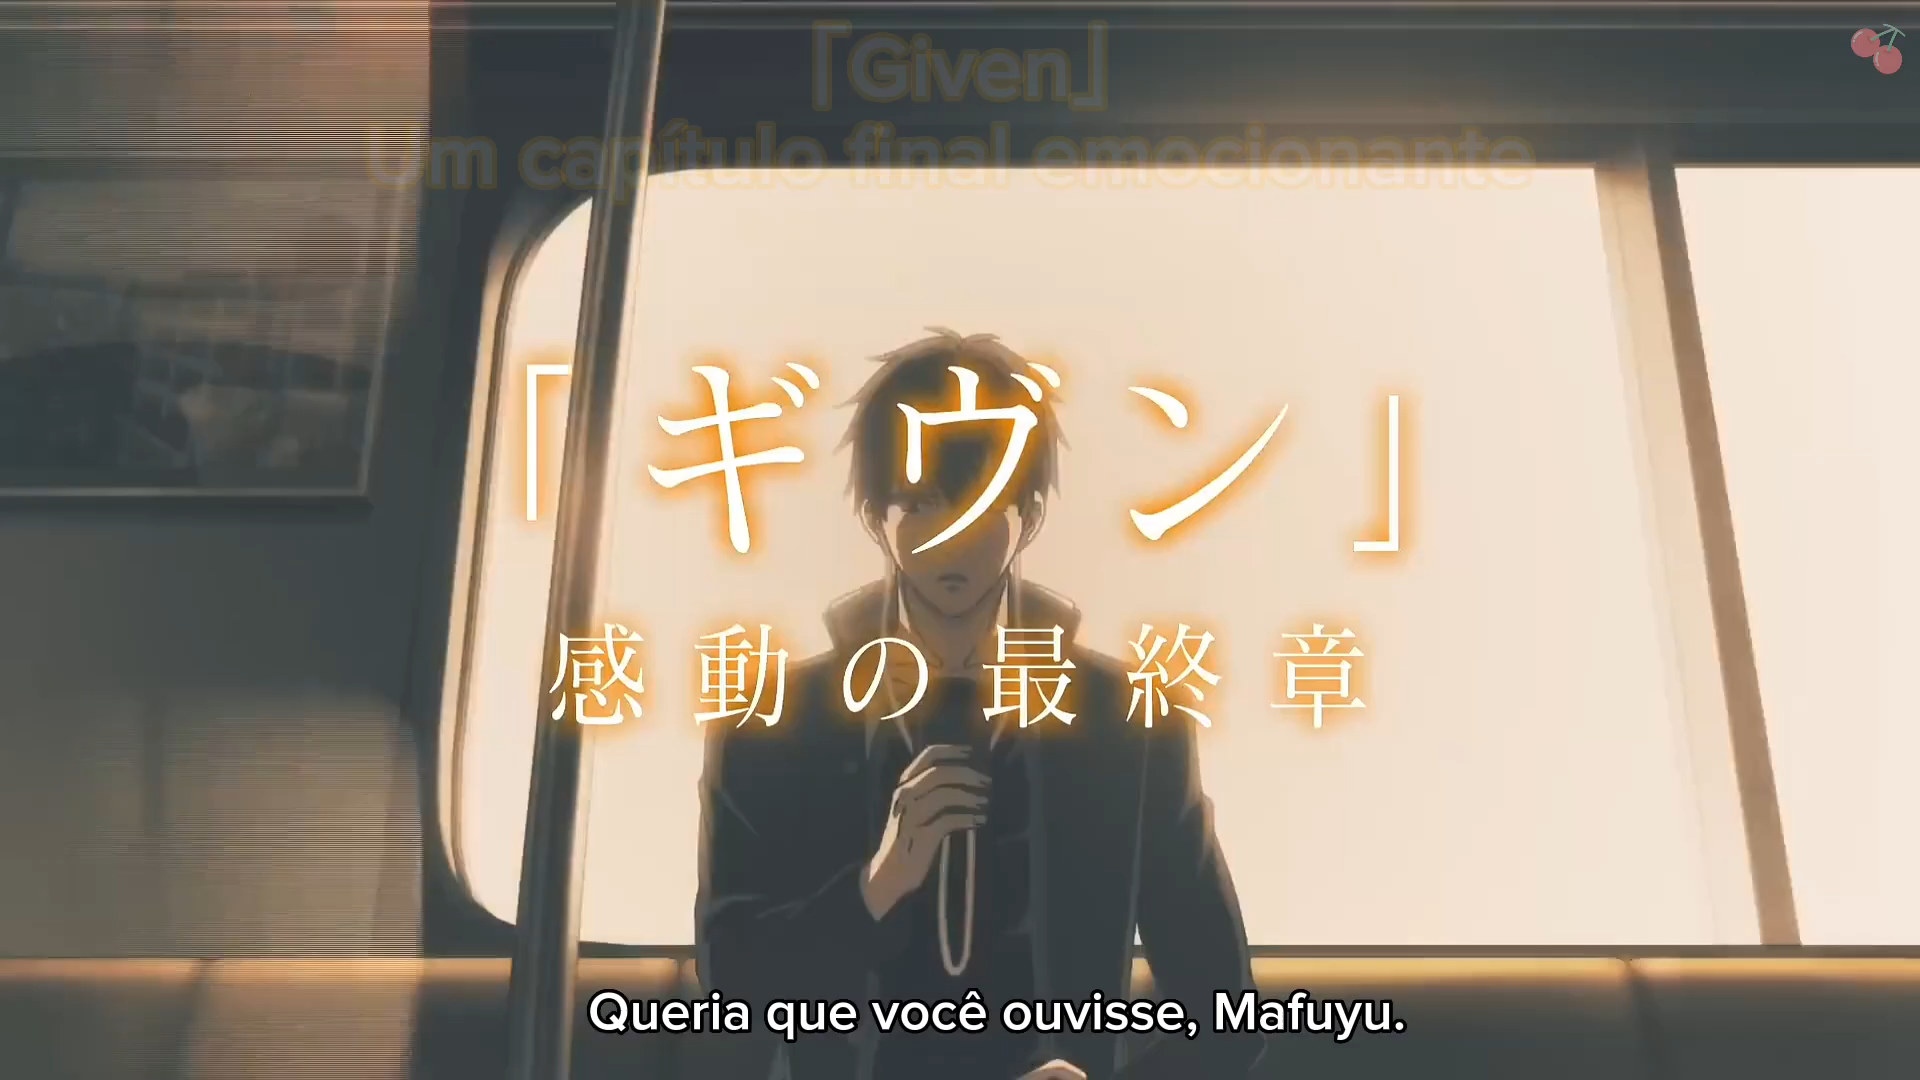 「Given」
Um capítulo final emocionante
「ギヴン」
感動の最終章
Queria que você ouvisse, Mafuyu.